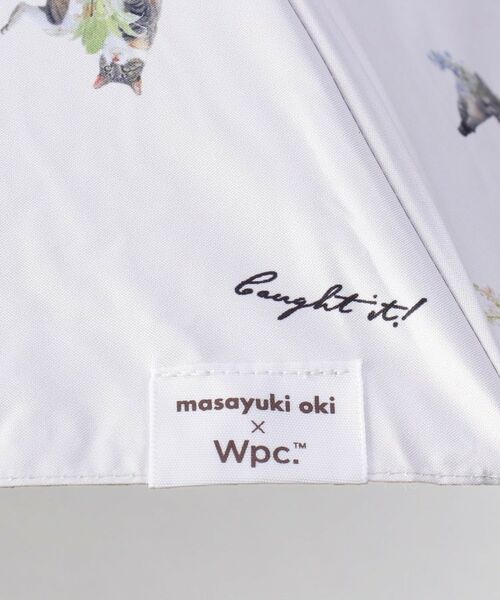 Caught it!
masayuki oki
×
Wpc.™